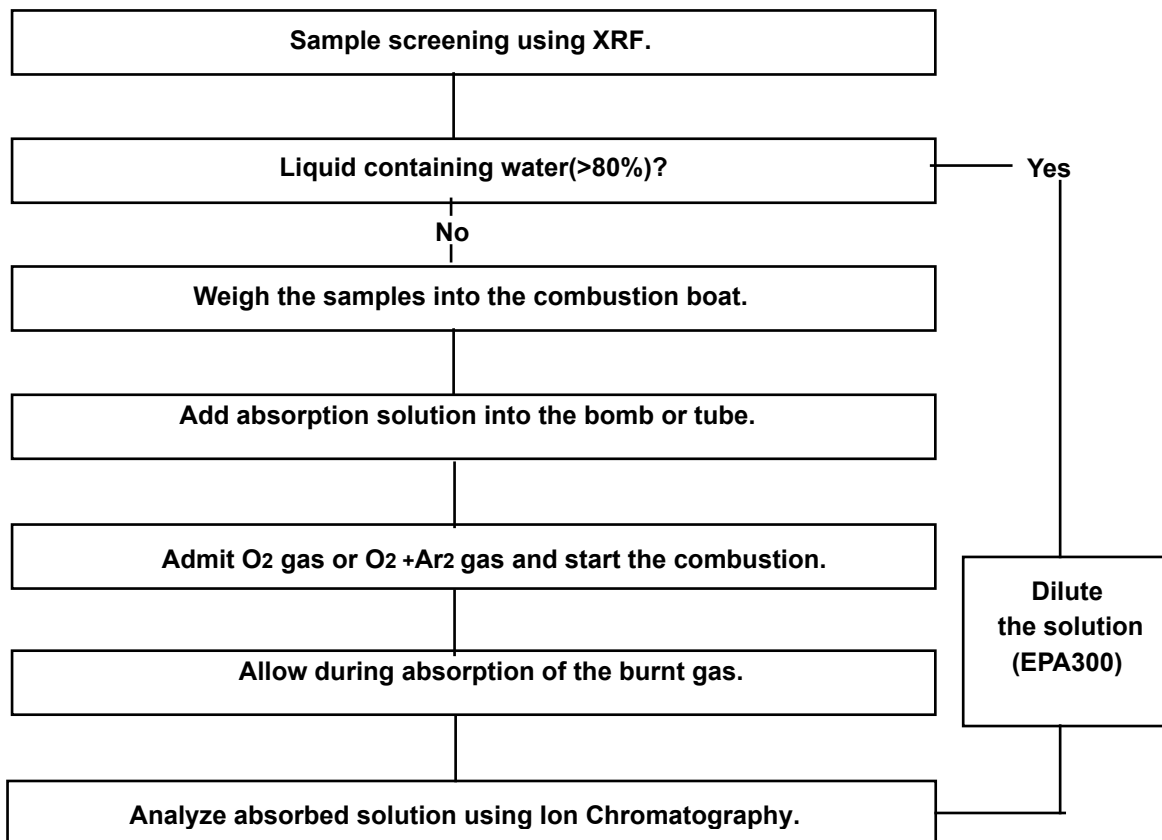 Sample screening using XRF.
Liquid containing water(>80%)?
Yes
No
Weigh the samples into the combustion boat.
Add absorption solution into the bomb or tube.
Admit O2 gas or O2 +Ar2 gas and start the combustion.
Dilute
the solution
(EPA300)
Allow during absorption of the burnt gas.
Analyze absorbed solution using Ion Chromatography.